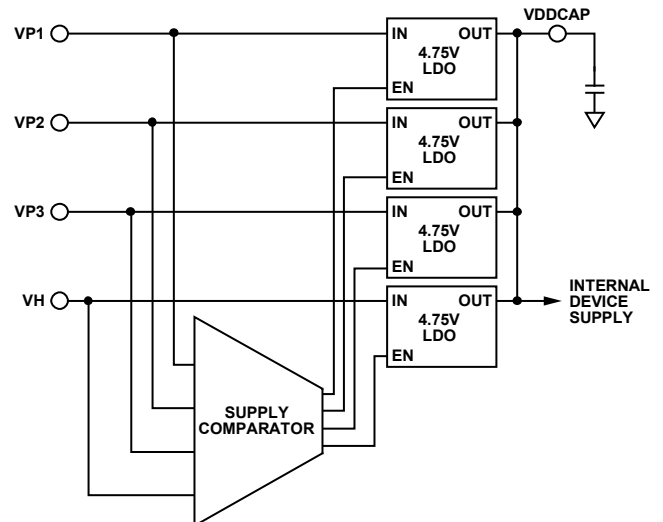 VP1
IN OUT
4.75V
LDO
EN
VDDCAP
VP2
IN OUT
4.75V
LDO
EN
VP3
IN OUT
4.75V
LDO
EN
VH
IN OUT
4.75V
LDO
EN
INTERNAL
DEVICE
SUPPLY
SUPPLY
COMPARATOR